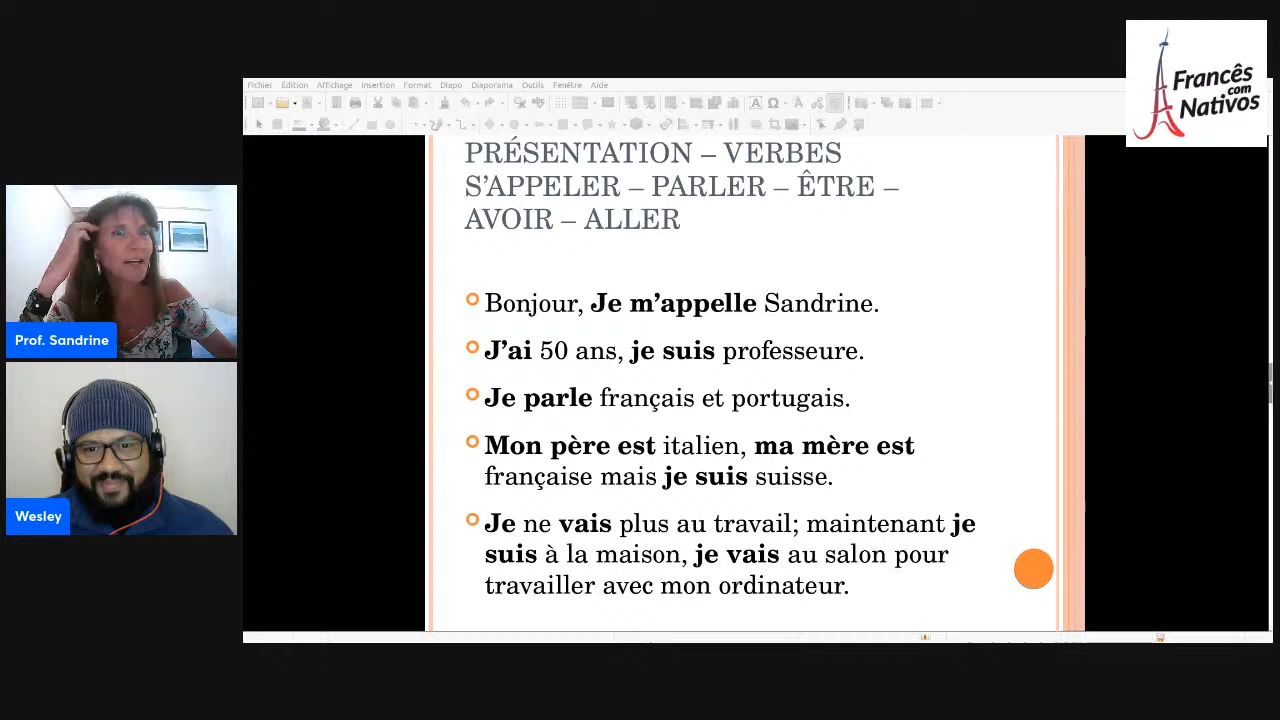 Francês
com
Nativos
Fichier Édition Affichage Insertion Format Diapo Diaporama Outils Fenêtre Aide
PRÉSENTATION – VERBES
S’APPELER – PARLER – ÊTRE –
AVOIR – ALLER
Bonjour, Je m’appelle Sandrine.
J’ai 50 ans, je suis professeure.
Je parle français et portugais.
Mon père est italien, ma mère est
française mais je suis suisse.
Je ne vais plus au travail; maintenant je
suis à la maison, je vais au salon pour
travailler avec mon ordinateur.
Prof. Sandrine
Wesley